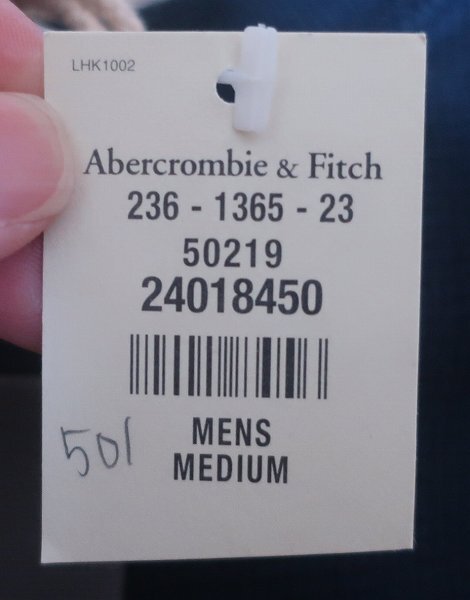 LHK1002
Abercrombie & Fitch
236 - 1365 - 23
50219
24018450
MENS
MEDIUM
501